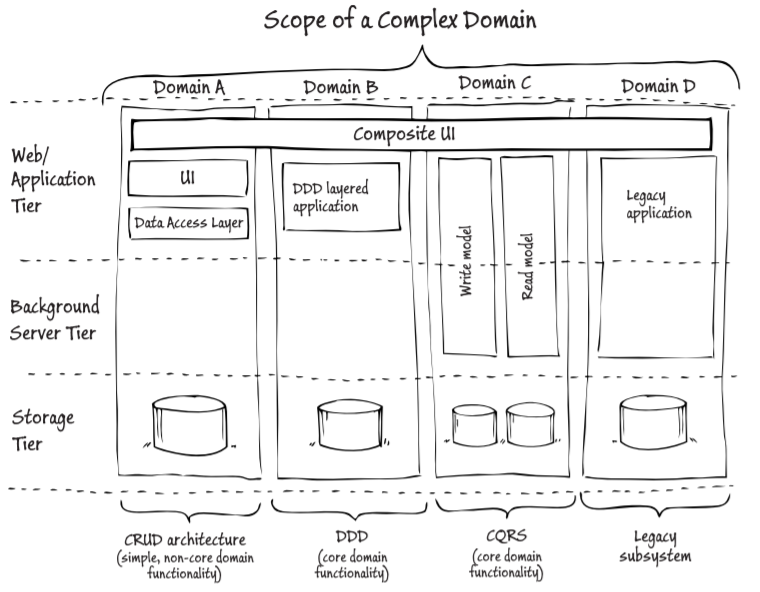 Scope of a Complex Domain
Domain A
Domain B
Domain C
Domain D
Composite UI
Web/
Application
Tier
UI
Data Access Layer
DDD layered
application
Write model
Read model
Legacy
application
Background
Server Tier
Storage
Tier
CRUD architecture
(simple, non-core domain
functionality)
DDD
(core domain
functionality)
CQRS
(core domain
functionality)
Legacy
subsystem